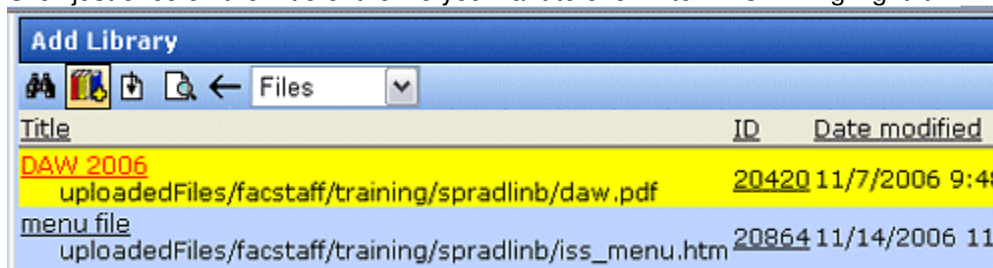 Add Library
Files
Title ID Date modified
DAW 2006
uploadedFiles/facstaff/training/spradlinb/daw.pdf 20420 11/7/2006 9:48
menu file
uploadedFiles/facstaff/training/spradlinb/iss_menu.htm 20864 11/14/2006 11